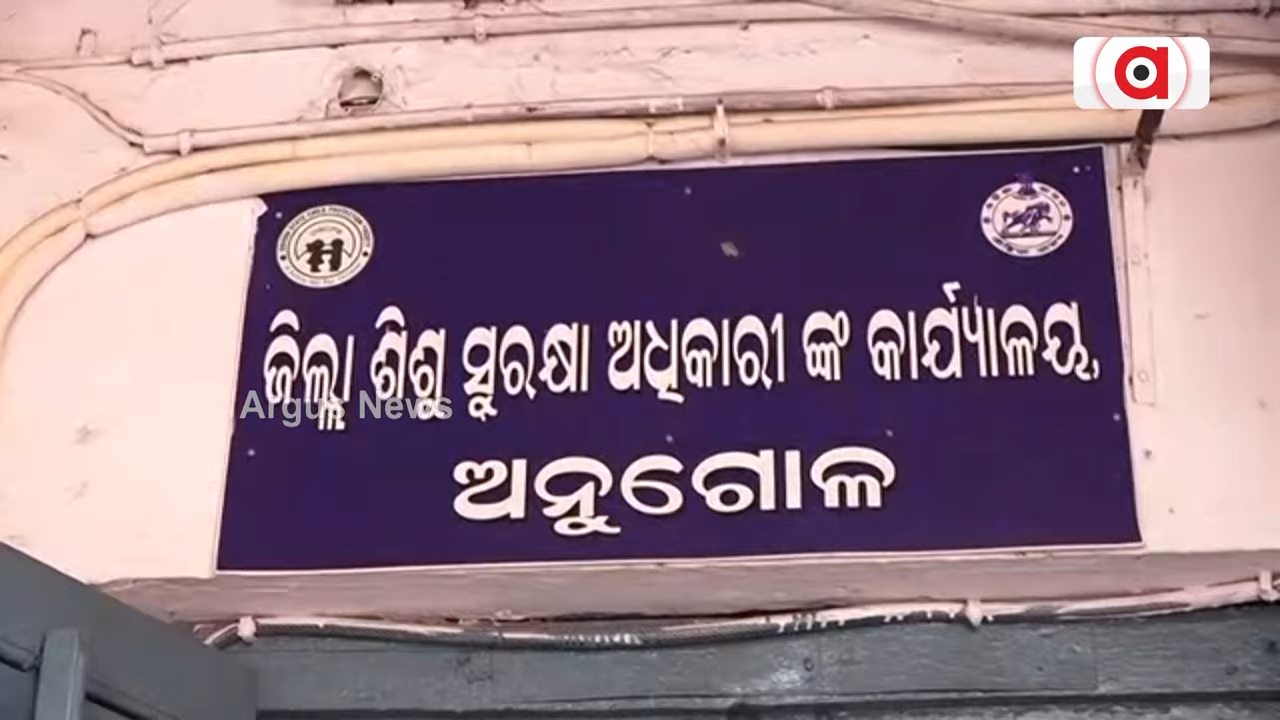 a
ଜିଲ୍ଲା ଶିଶୁ ସୁରକ୍ଷା ଅଧିକାରୀ ଙ୍କ କାର୍ଯ୍ୟାଳୟ,
Argus News
ଅନୁଗୋଳ